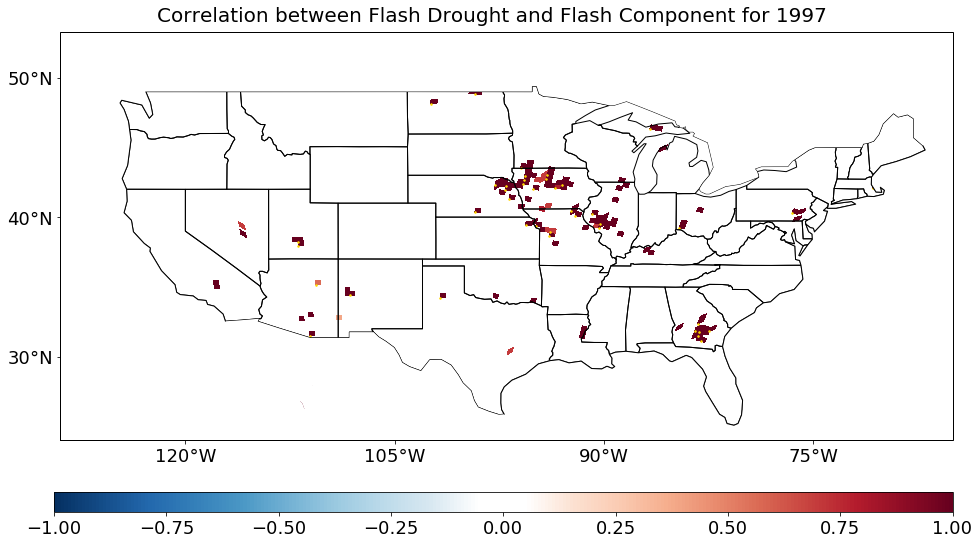 Correlation between Flash Drought and Flash Component for 1997
50°N
40°N
30°N
120°W 105°W 90°W 75°W
−1.00 −0.75 −0.50 −0.25 0.00 0.25 0.50 0.75 1.00